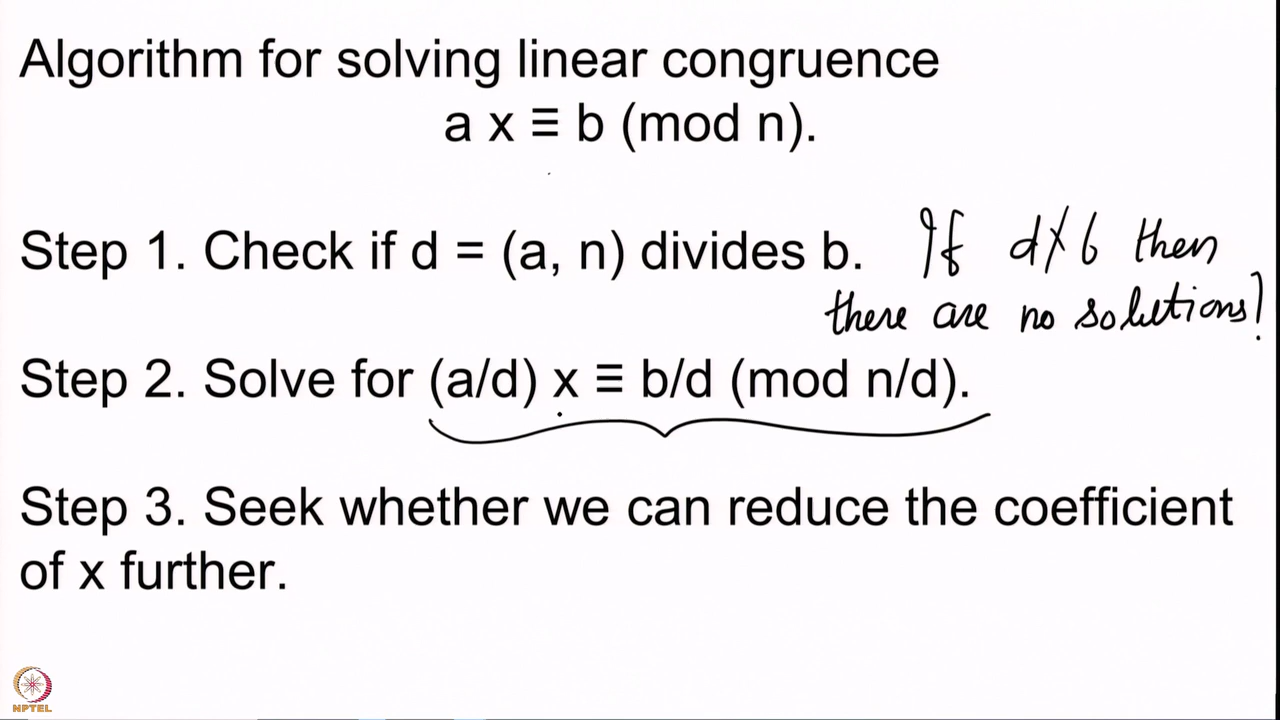 Algorithm for solving linear congruence
a x ≡ b (mod n).
Step 1. Check if d = (a, n) divides b. If d∤b then
there are no solutions!
Step 2. Solve for (a/d) x ≡ b/d (mod n/d).
Step 3. Seek whether we can reduce the coefficient
of x further.
NPTEL